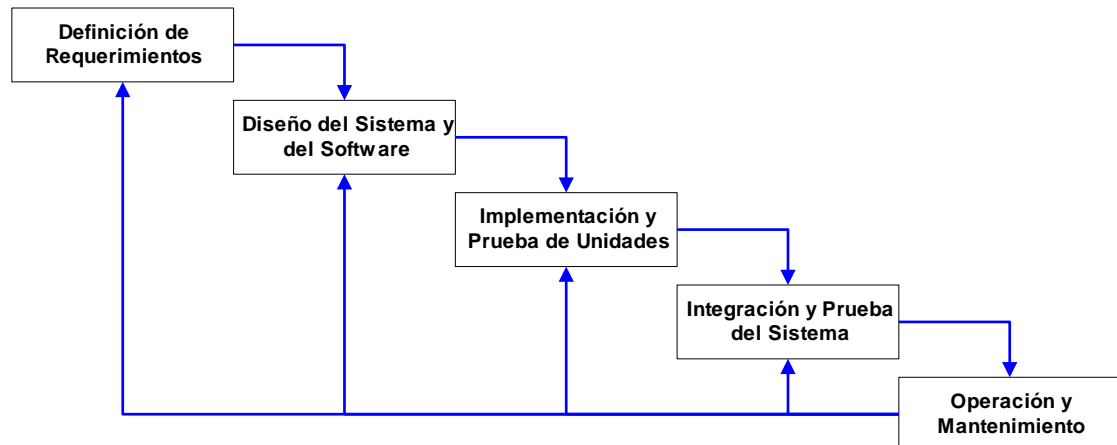 Definición de
Requerimientos
Diseño del Sistema y
del Software
Implementación y
Prueba de Unidades
Integración y Prueba
del Sistema
Operación y
Mantenimiento